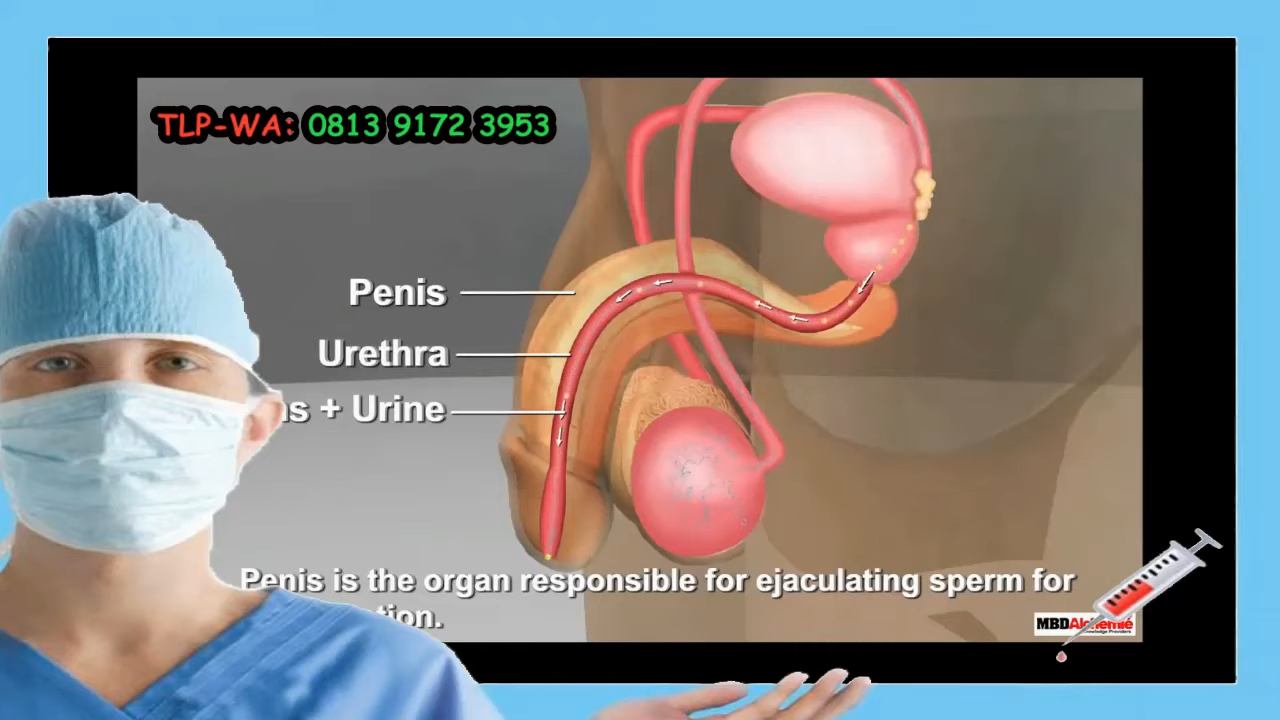 TLP-WA: 0813 9172 3953
Penis
Urethra
+ Urine
Penis is the organ responsible for ejaculating sperm for
MBDAlchemie